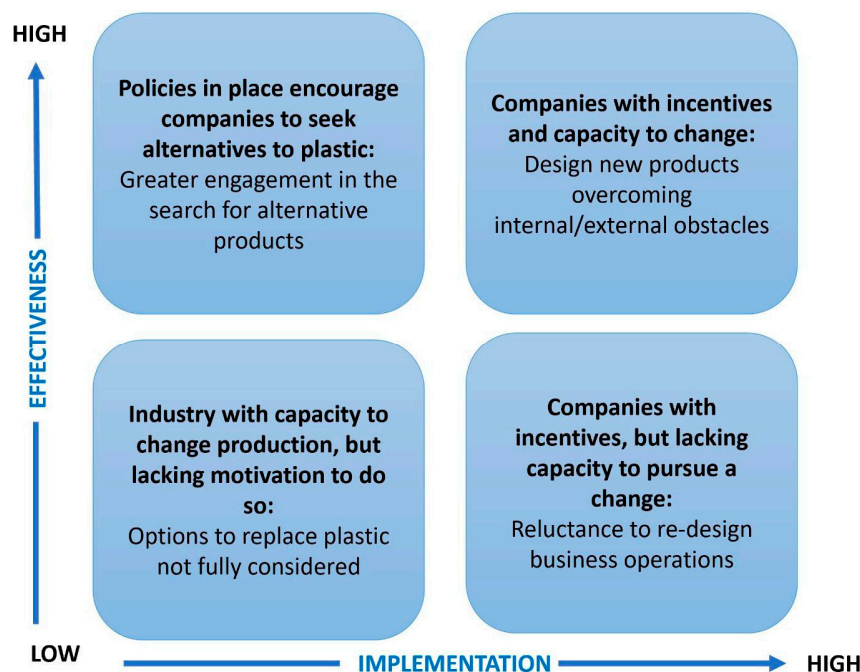 HIGH
Policies in place encourage
companies to seek
alternatives to plastic:
Greater engagement in the
search for alternative
products
Companies with incentives
and capacity to change:
Design new products
overcoming
internal/external obstacles
EFFECTIVENESS
Industry with capacity to
change production, but
lacking motivation to do
so:
Options to replace plastic
not fully considered
Companies with
incentives, but lacking
capacity to pursue a
change:
Reluctance to re-design
business operations
LOW
IMPLEMENTATION
HIGH